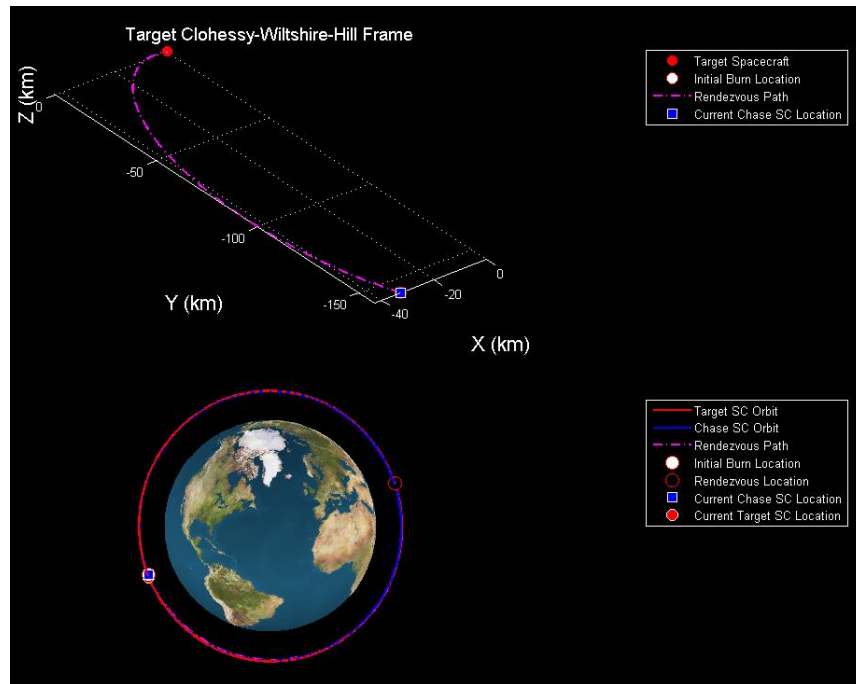 Target Clohessy-Wiltshire-Hill Frame
Target Spacecraft
Initial Burn Location
Rendezvous Path
Current Chase SC Location
Z (km)
0
-50
-100
-150
Y (km)
-40
-20
0
X (km)
Target SC Orbit
Chase SC Orbit
Rendezvous Path
Initial Burn Location
Rendezvous Location
Current Chase SC Location
Current Target SC Location